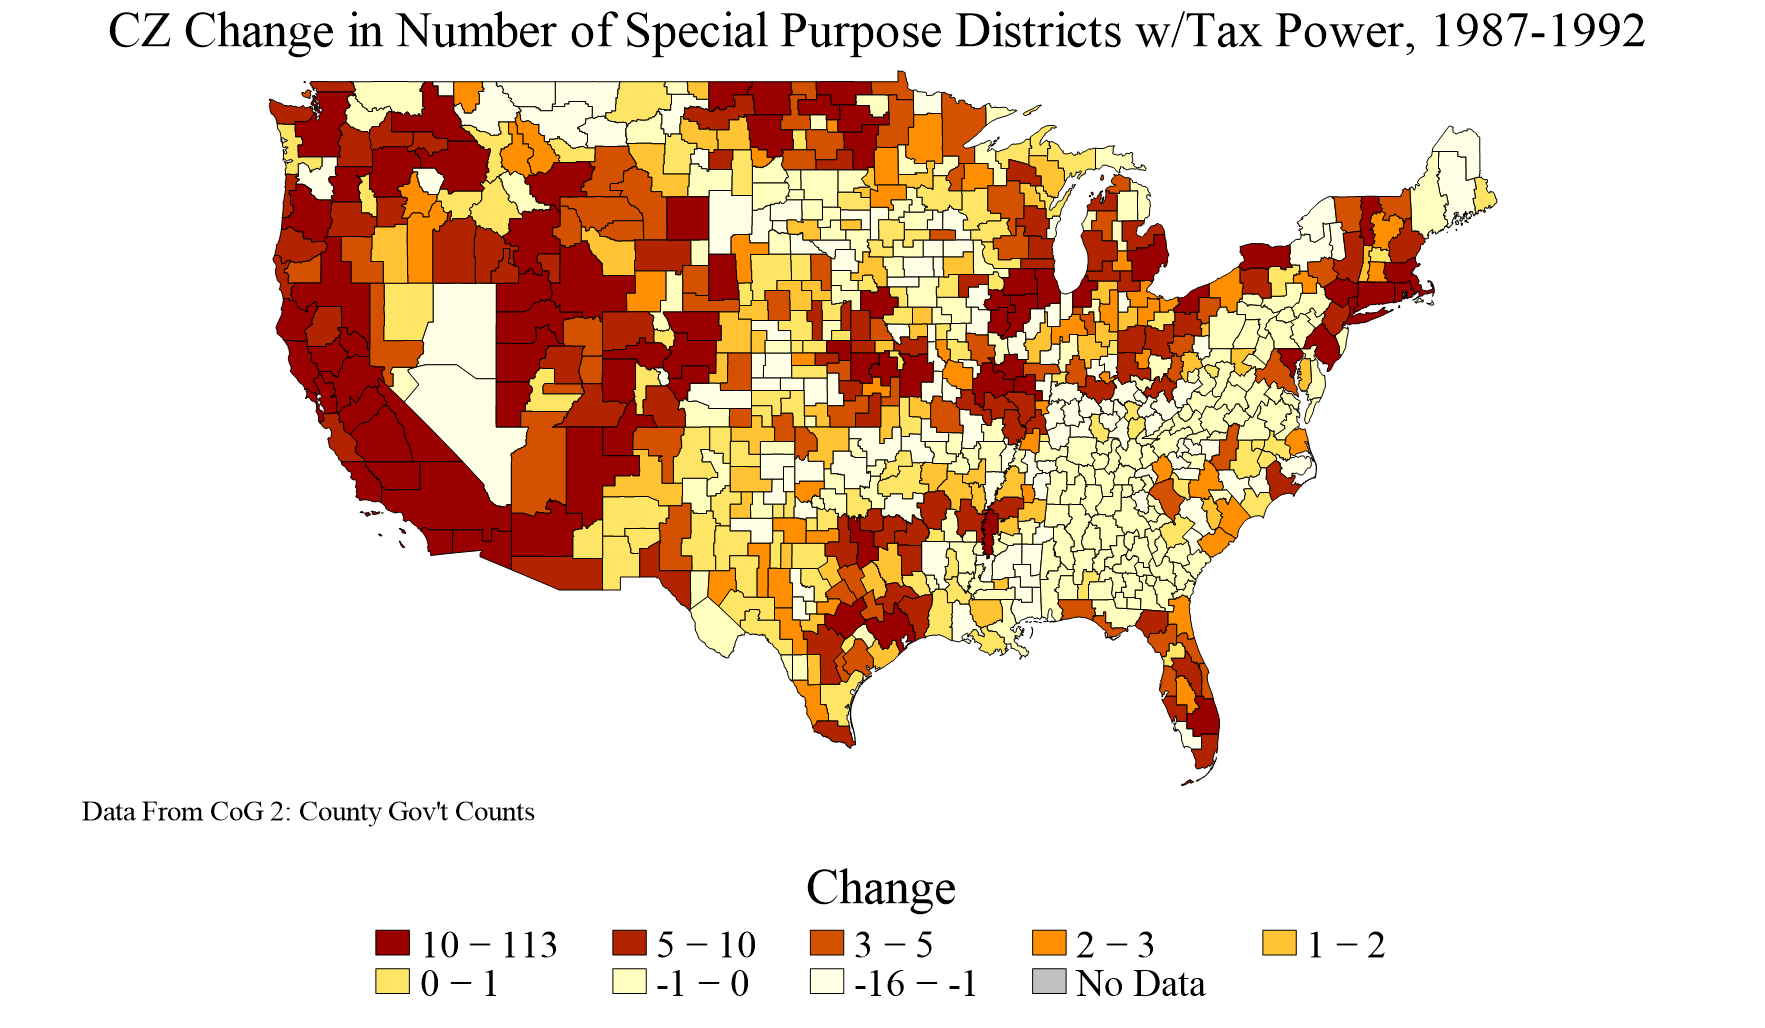 CZ Change in Number of Special Purpose Districts w/Tax Power, 1987-1992
Data From CoG 2: County Gov't Counts
Change
10 − 113 5 − 10 3 − 5 2 − 3 1 − 2
0 − 1 -1 − 0 -16 − -1 No Data